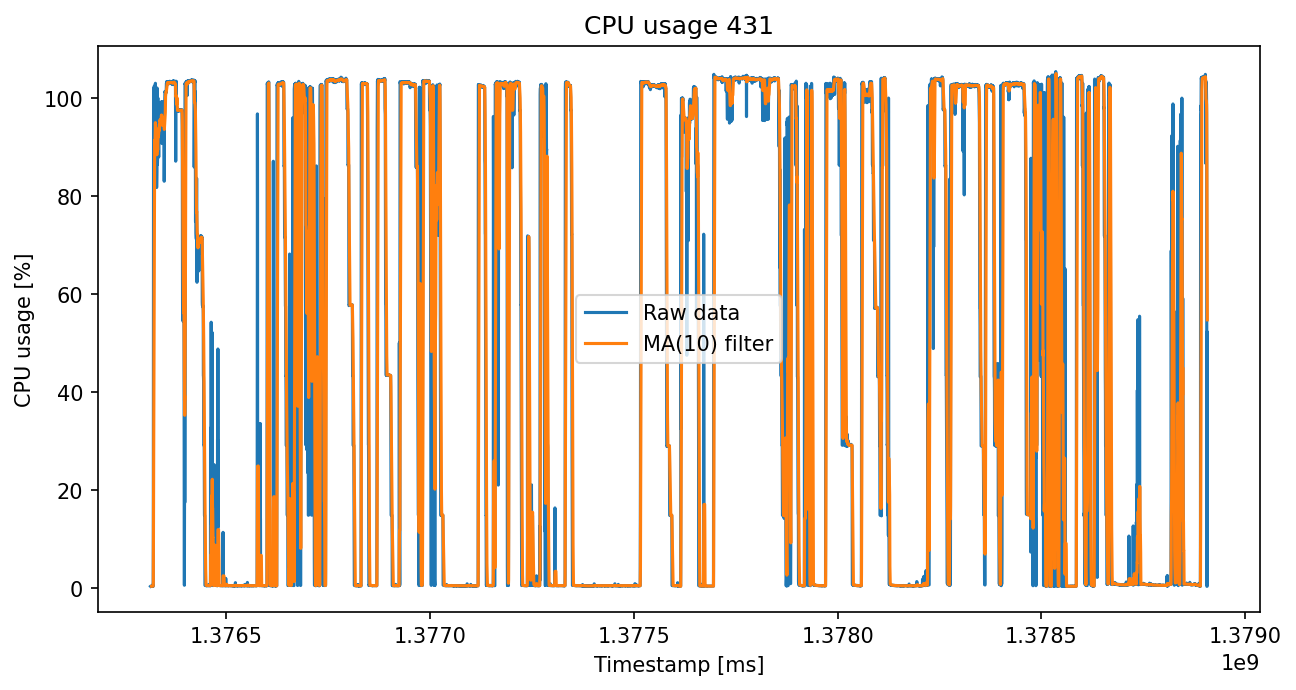 CPU usage 431
CPU usage [%]
100
80
60
40
20
0
Raw data
MA(10) filter
1.3765 1.3770 1.3775 1.3780 1.3785 1.3790
1e9
Timestamp [ms]